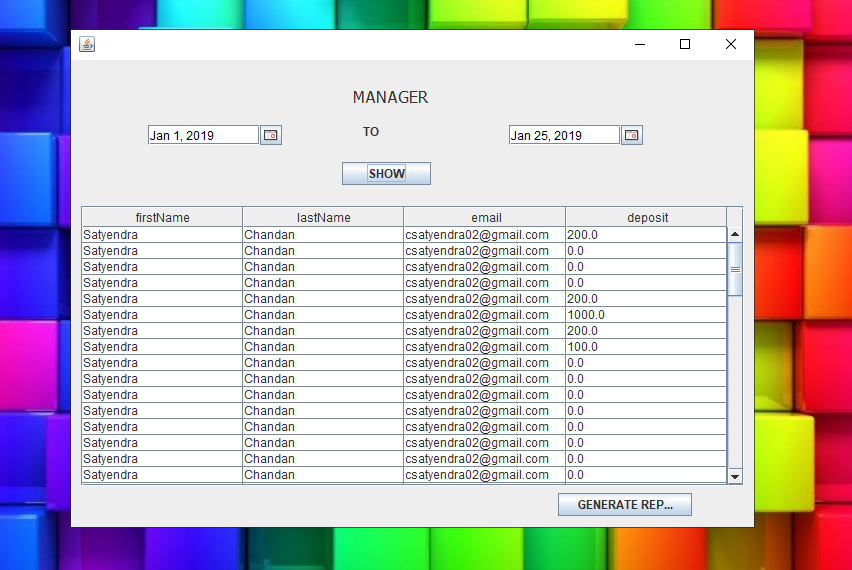 MANAGER
Jan 1, 2019 TO Jan 25, 2019
SHOW
firstName lastName email deposit
Satyendra Chandan csatyendra02@gmail.com 200.0
Satyendra Chandan csatyendra02@gmail.com 0.0
Satyendra Chandan csatyendra02@gmail.com 0.0
Satyendra Chandan csatyendra02@gmail.com 0.0
Satyendra Chandan csatyendra02@gmail.com 200.0
Satyendra Chandan csatyendra02@gmail.com 1000.0
Satyendra Chandan csatyendra02@gmail.com 200.0
Satyendra Chandan csatyendra02@gmail.com 100.0
Satyendra Chandan csatyendra02@gmail.com 0.0
Satyendra Chandan csatyendra02@gmail.com 0.0
Satyendra Chandan csatyendra02@gmail.com 0.0
Satyendra Chandan csatyendra02@gmail.com 0.0
Satyendra Chandan csatyendra02@gmail.com 0.0
Satyendra Chandan csatyendra02@gmail.com 0.0
Satyendra Chandan csatyendra02@gmail.com 0.0
Satyendra Chandan csatyendra02@gmail.com 0.0
GENERATE REP...